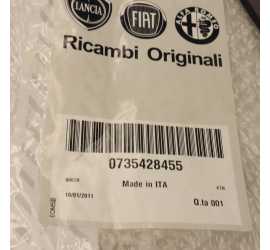 LANCIA FIAT ALFA ROMEO
Ricambi Originali
0735428455
Made in ITA
10/01/2011 Q.ta 001